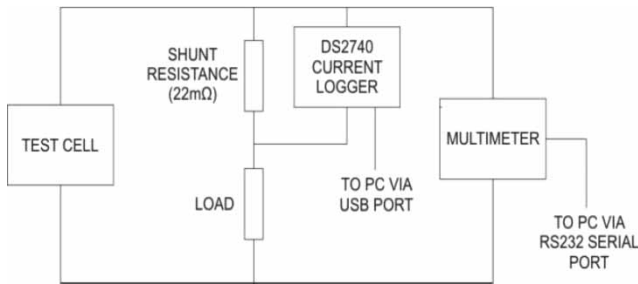 SHUNT
RESISTANCE
(22mΩ)
DS2740
CURRENT
LOGGER
TEST CELL
MULTIMETER
LOAD
TO PC VIA
USB PORT
TO PC VIA
RS232 SERIAL
PORT